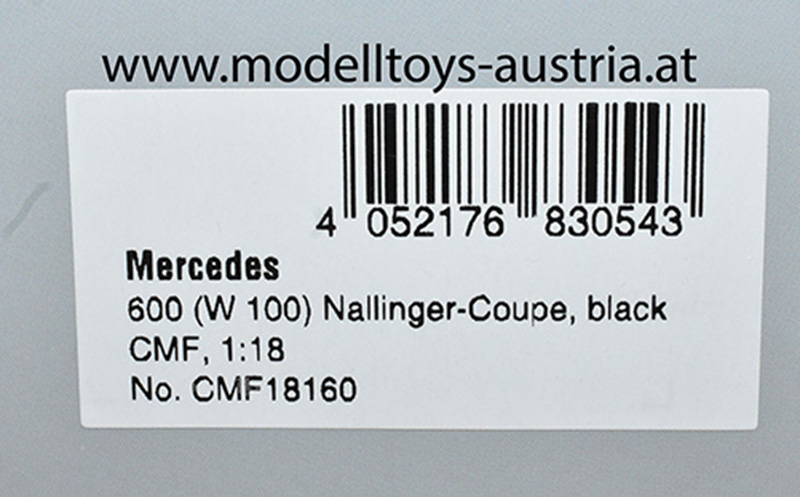 www.modelltoys-austria.at
4 052176 830543
Mercedes
600 (W 100) Nallinger-Coupe, black
CMF, 1:18
No. CMF18160